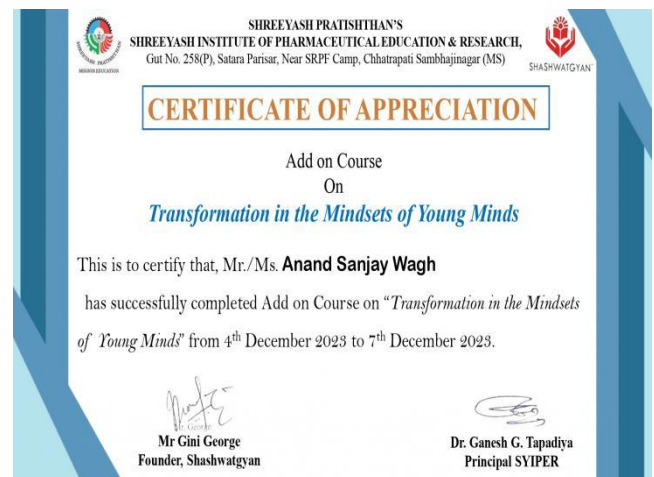 SHREEYASH PRATISHTHAN'S
SHREEYASH INSTITUTE OF PHARMACEUTICAL EDUCATION & RESEARCH,
Gut No. 258(P), Satara Parisar, Near SRPF Camp, Chhatrapati Sambhajinagar (MS)
MISSION EDUCATION
SHASHWATGYAN
CERTIFICATE OF APPRECIATION
Add on Course
On
Transformation in the Mindsets of Young Minds
This is to certify that, Mr./Ms. Anand Sanjay Wagh
has successfully completed Add on Course on "Transformation in the Mindsets
of Young Minds" from 4th December 2023 to 7th December 2023.
Mr Gini George
Founder, Shashwatgyan
Dr. Ganesh G. Tapadiya
Principal SYIPER